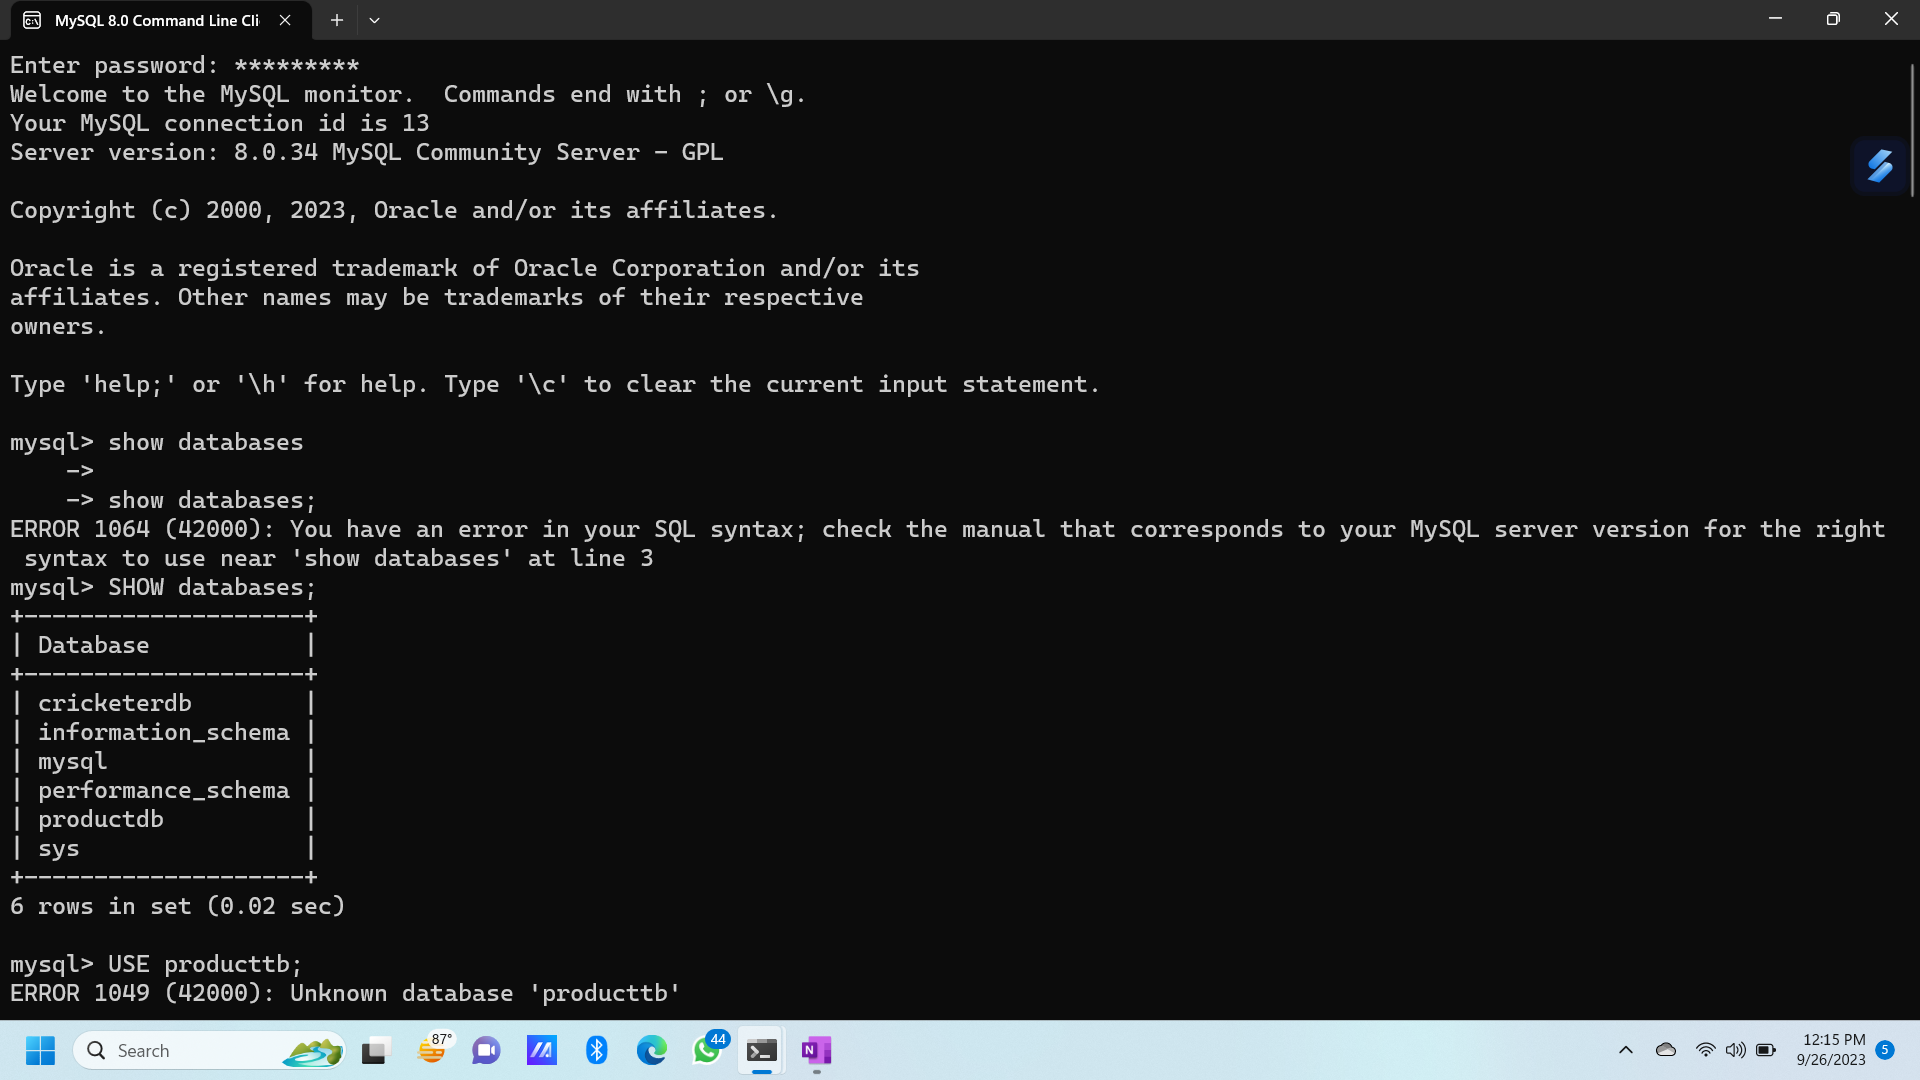 MySQL 8.0 Command Line Cli
Enter password: *********
Welcome to the MySQL monitor.  Commands end with ; or \g.
Your MySQL connection id is 13
Server version: 8.0.34 MySQL Community Server - GPL
Copyright (c) 2000, 2023, Oracle and/or its affiliates.
Oracle is a registered trademark of Oracle Corporation and/or its
affiliates. Other names may be trademarks of their respective
owners.
Type 'help;' or '\h' for help. Type '\c' to clear the current input statement.
mysql> show databases
    ->
    -> show databases;
ERROR 1064 (42000): You have an error in your SQL syntax; check the manual that corresponds to your MySQL server version for the right
 syntax to use near 'show databases' at line 3
mysql> SHOW databases;
+--------------------+
| Database           |
+--------------------+
| cricketerdb        |
| information_schema |
| mysql              |
| performance_schema |
| productdb          |
| sys                |
+--------------------+
6 rows in set (0.02 sec)
mysql> USE producttb;
ERROR 1049 (42000): Unknown database 'producttb'
Search
87°
44
N
12:15 PM
9/26/2023
5